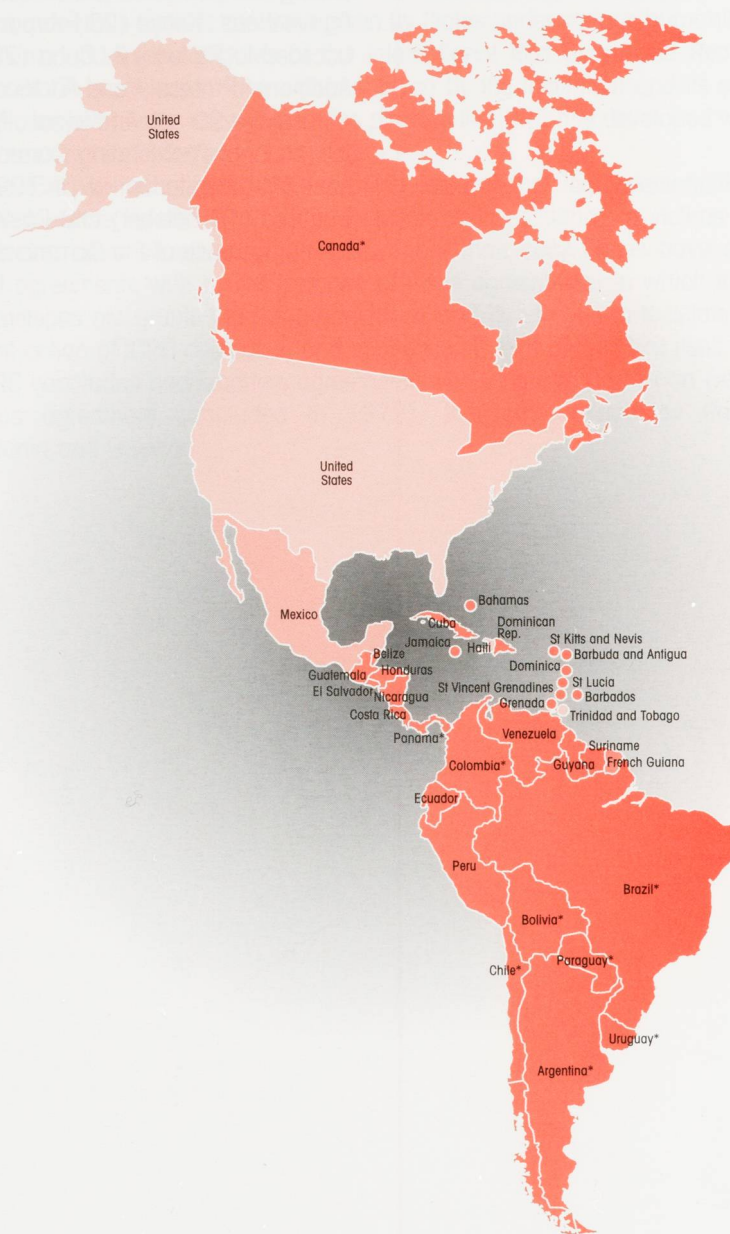 United
States
Canada*
United
States
Mexico
Bahamas
Cuba
Dominican
Rep.
Jamaica
Haiti
St Kitts and Nevis
Barbuda and Antigua
Belize
Honduras
Dominica
Guatemala
St Lucia
El Salvador
Nicaragua
St Vincent Grenadines
Barbados
Grenada
Costa Rica
Trinidad and Tobago
Panama*
Venezuela
Suriname
Colombia*
Guyana
French Guiana
Ecuador
Peru
Brazil*
Bolivia*
Paraguay*
Chile*
Uruguay*
Argentina*